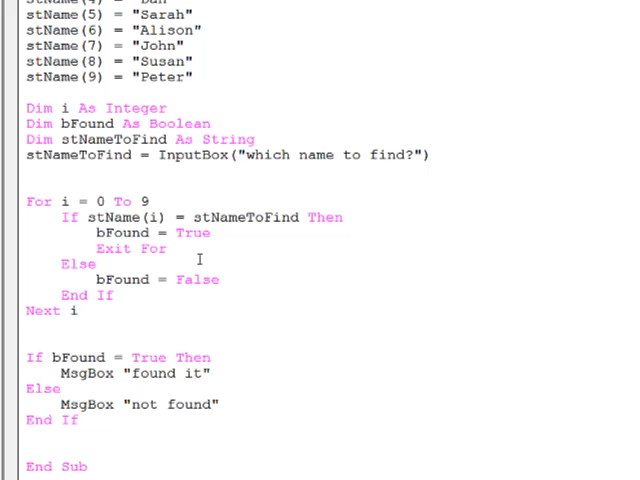 stName(4) = "Dan"
stName(5) = "Sarah"
stName(6) = "Alison"
stName(7) = "John"
stName(8) = "Susan"
stName(9) = "Peter"
Dim i As Integer
Dim bFound As Boolean
Dim stNameToFind As String
stNameToFind = InputBox("which name to find?")
For i = 0 To 9
If stName(i) = stNameToFind Then
bFound = True
Exit For
Else
bFound = False
End If
Next i
If bFound = True Then
MsgBox "found it"
Else
MsgBox "not found"
End If
End Sub